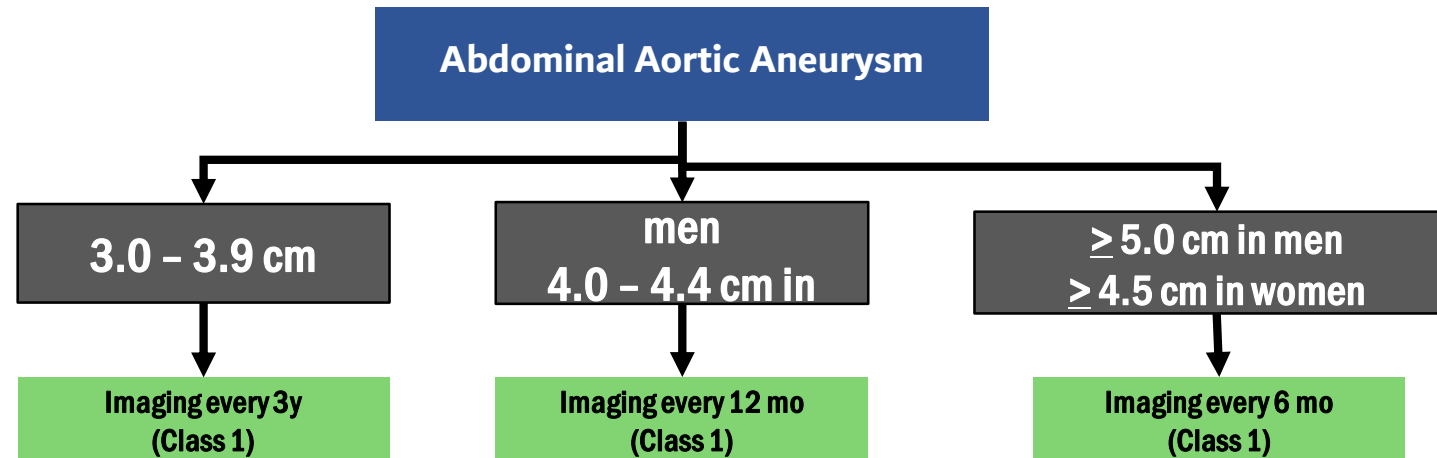 Abdominal Aortic Aneurysm
3.0 – 3.9 cm
men
4.0 – 4.4 cm in
≥ 5.0 cm in men
≥ 4.5 cm in women
Imaging every 3y
(Class 1)
Imaging every 12 mo
(Class 1)
Imaging every 6 mo
(Class 1)